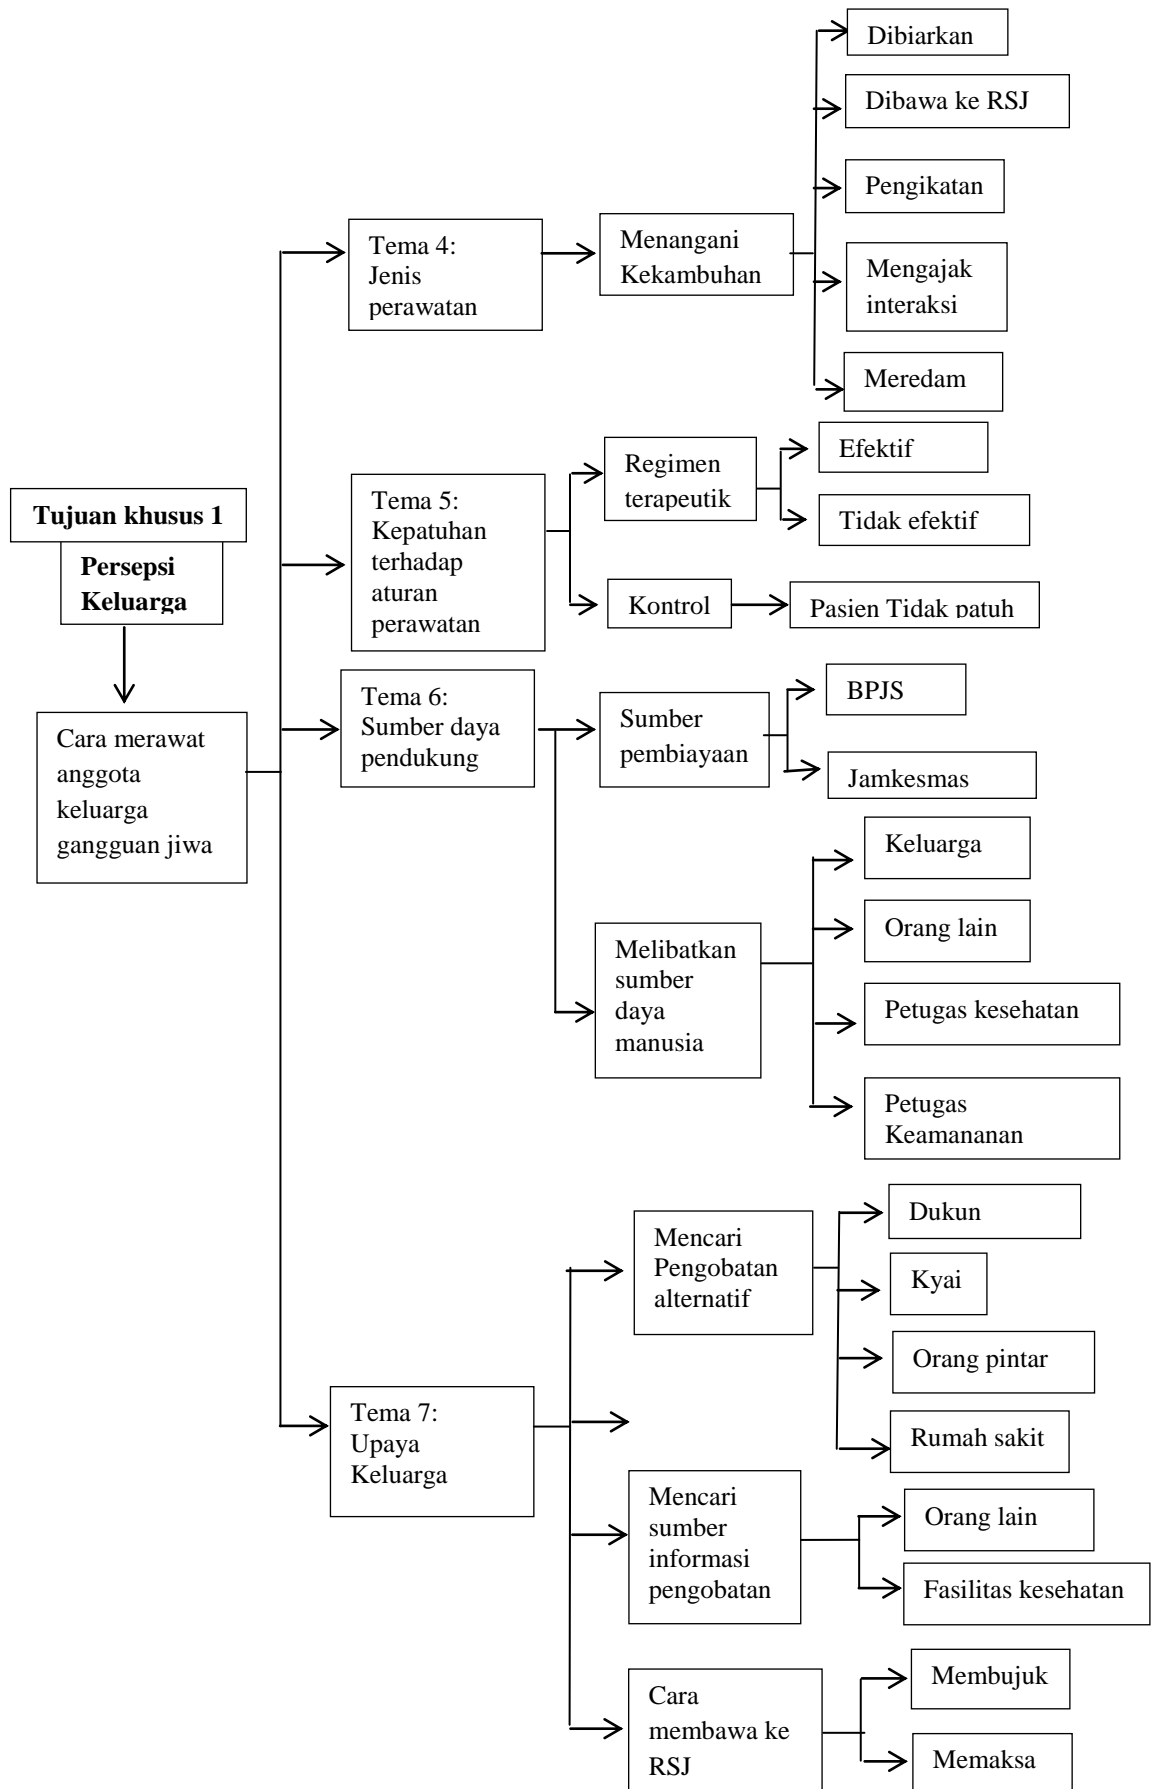 Tujuan khusus 1
Persepsi
Keluarga
Cara merawat
anggota
keluarga
gangguan jiwa
Tema 4:
Jenis
perawatan
Menangani
Kekambuhan
Dibiarkan
Dibawa ke RSJ
Pengikatan
Mengajak
interaksi
Meredam
Tema 5:
Kepatuhan
terhadap
aturan
perawatan
Regimen
terapeutik
Efektif
Tidak efektif
Kontrol
Pasien Tidak patuh
Tema 6:
Sumber daya
pendukung
Sumber
pembiayaan
BPJS
Jamkesmas
Melibatkan
sumber
daya
manusia
Keluarga
Orang lain
Petugas kesehatan
Petugas
Keamananan
Tema 7:
Upaya
Keluarga
Mencari
Pengobatan
alternatif
Dukun
Kyai
Orang pintar
Rumah sakit
Mencari
sumber
informasi
pengobatan
Orang lain
Fasilitas kesehatan
Cara
membawa ke
RSJ
Membujuk
Memaksa